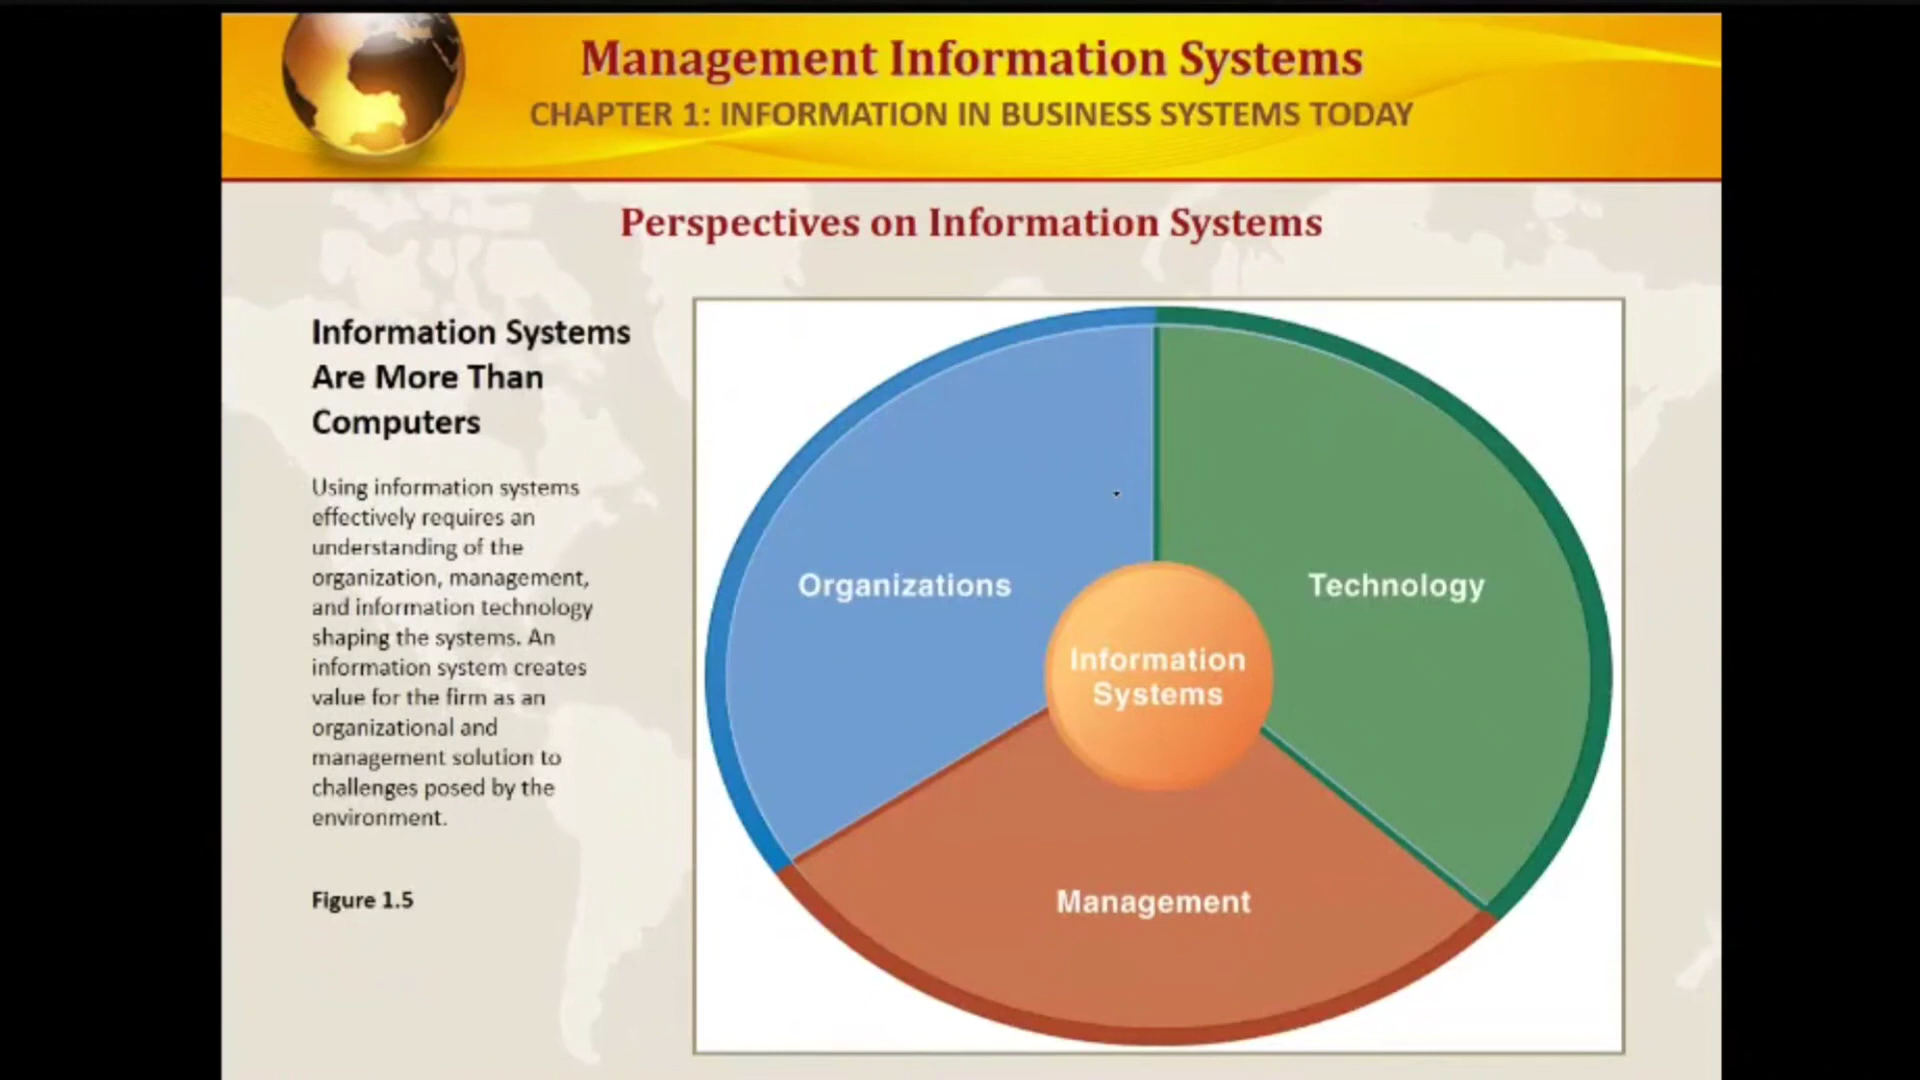 Management Information Systems
CHAPTER 1: INFORMATION IN BUSINESS SYSTEMS TODAY
Perspectives on Information Systems
Information Systems
Are More Than
Computers
Using information systems
effectively requires an
understanding of the
organization, management,
and information technology
shaping the systems. An
information system creates
value for the firm as an
organizational and
management solution to
challenges posed by the
environment.
Figure 1.5
Organizations
Technology
Information
Systems
Management